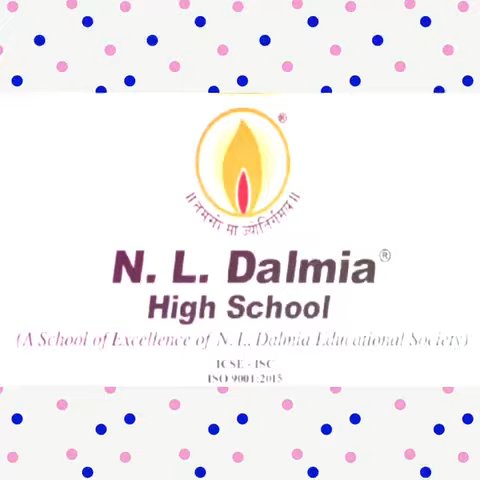 ®
॥तमसो मा ज्योतिर्गमय॥
N. L. Dalmia®
High School
(A School of Excellence of N. L. Dalmia Educational Society)
ICSE - ISC
ISO 9001:2015